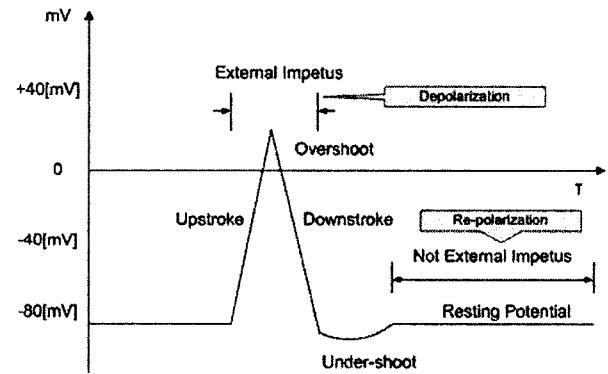 mV
External Impetus
+40[mV]
Depolarization
Overshoot
0
T
Upstroke
Downstroke
Re-polarization
-40[mV]
Not External Impetus
-80[mV]
Resting Potential
Under-shoot